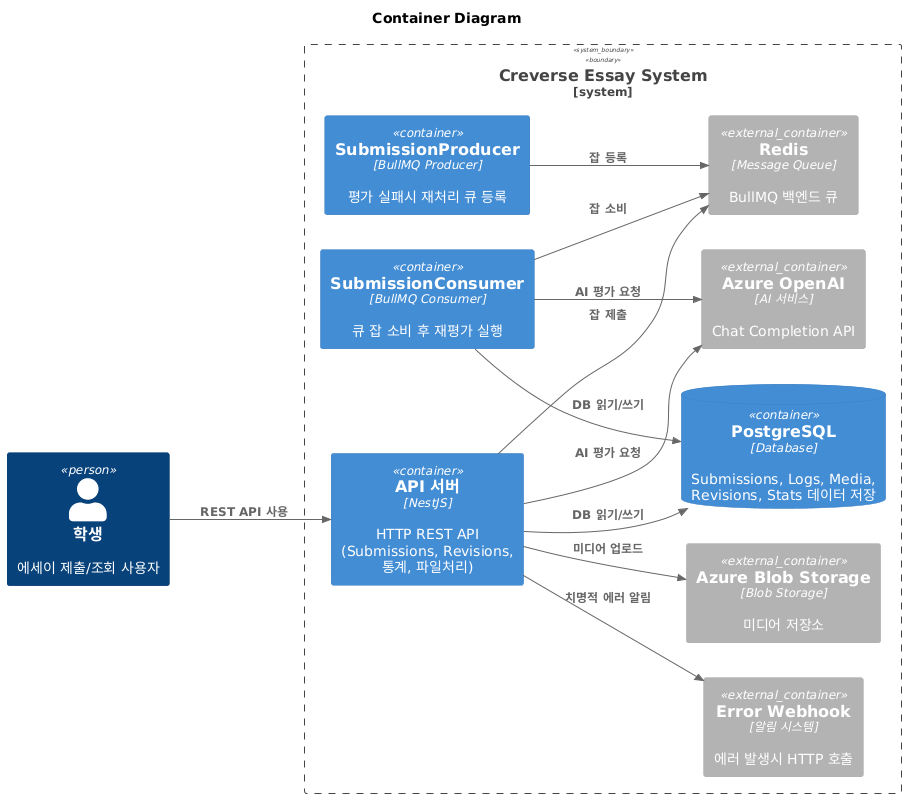 Container Diagram
«system_boundary»
«boundary»
Creverse Essay System
[system]
«container»
SubmissionProducer
[BullMQ Producer]
평가 실패시 재처리 큐 등록
잡 등록
«external_container»
Redis
[Message Queue]
BullMQ 백엔드 큐
잡 소비
«container»
SubmissionConsumer
[BullMQ Consumer]
큐 잡 소비 후 재평가 실행
AI 평가 요청
잡 제출
«external_container»
Azure OpenAI
[AI 서비스]
Chat Completion API
DB 읽기/쓰기
«container»
PostgreSQL
[Database]
Submissions, Logs, Media,
Revisions, Stats 데이터 저장
AI 평가 요청
«person»
학생
에세이 제출/조회 사용자
REST API 사용
«container»
API 서버
[NestJS]
HTTP REST API
(Submissions, Revisions,
통계, 파일처리)
DB 읽기/쓰기
미디어 업로드
«external_container»
Azure Blob Storage
[Blob Storage]
미디어 저장소
치명적 에러 알림
«external_container»
Error Webhook
[알림 시스템]
에러 발생시 HTTP 호출